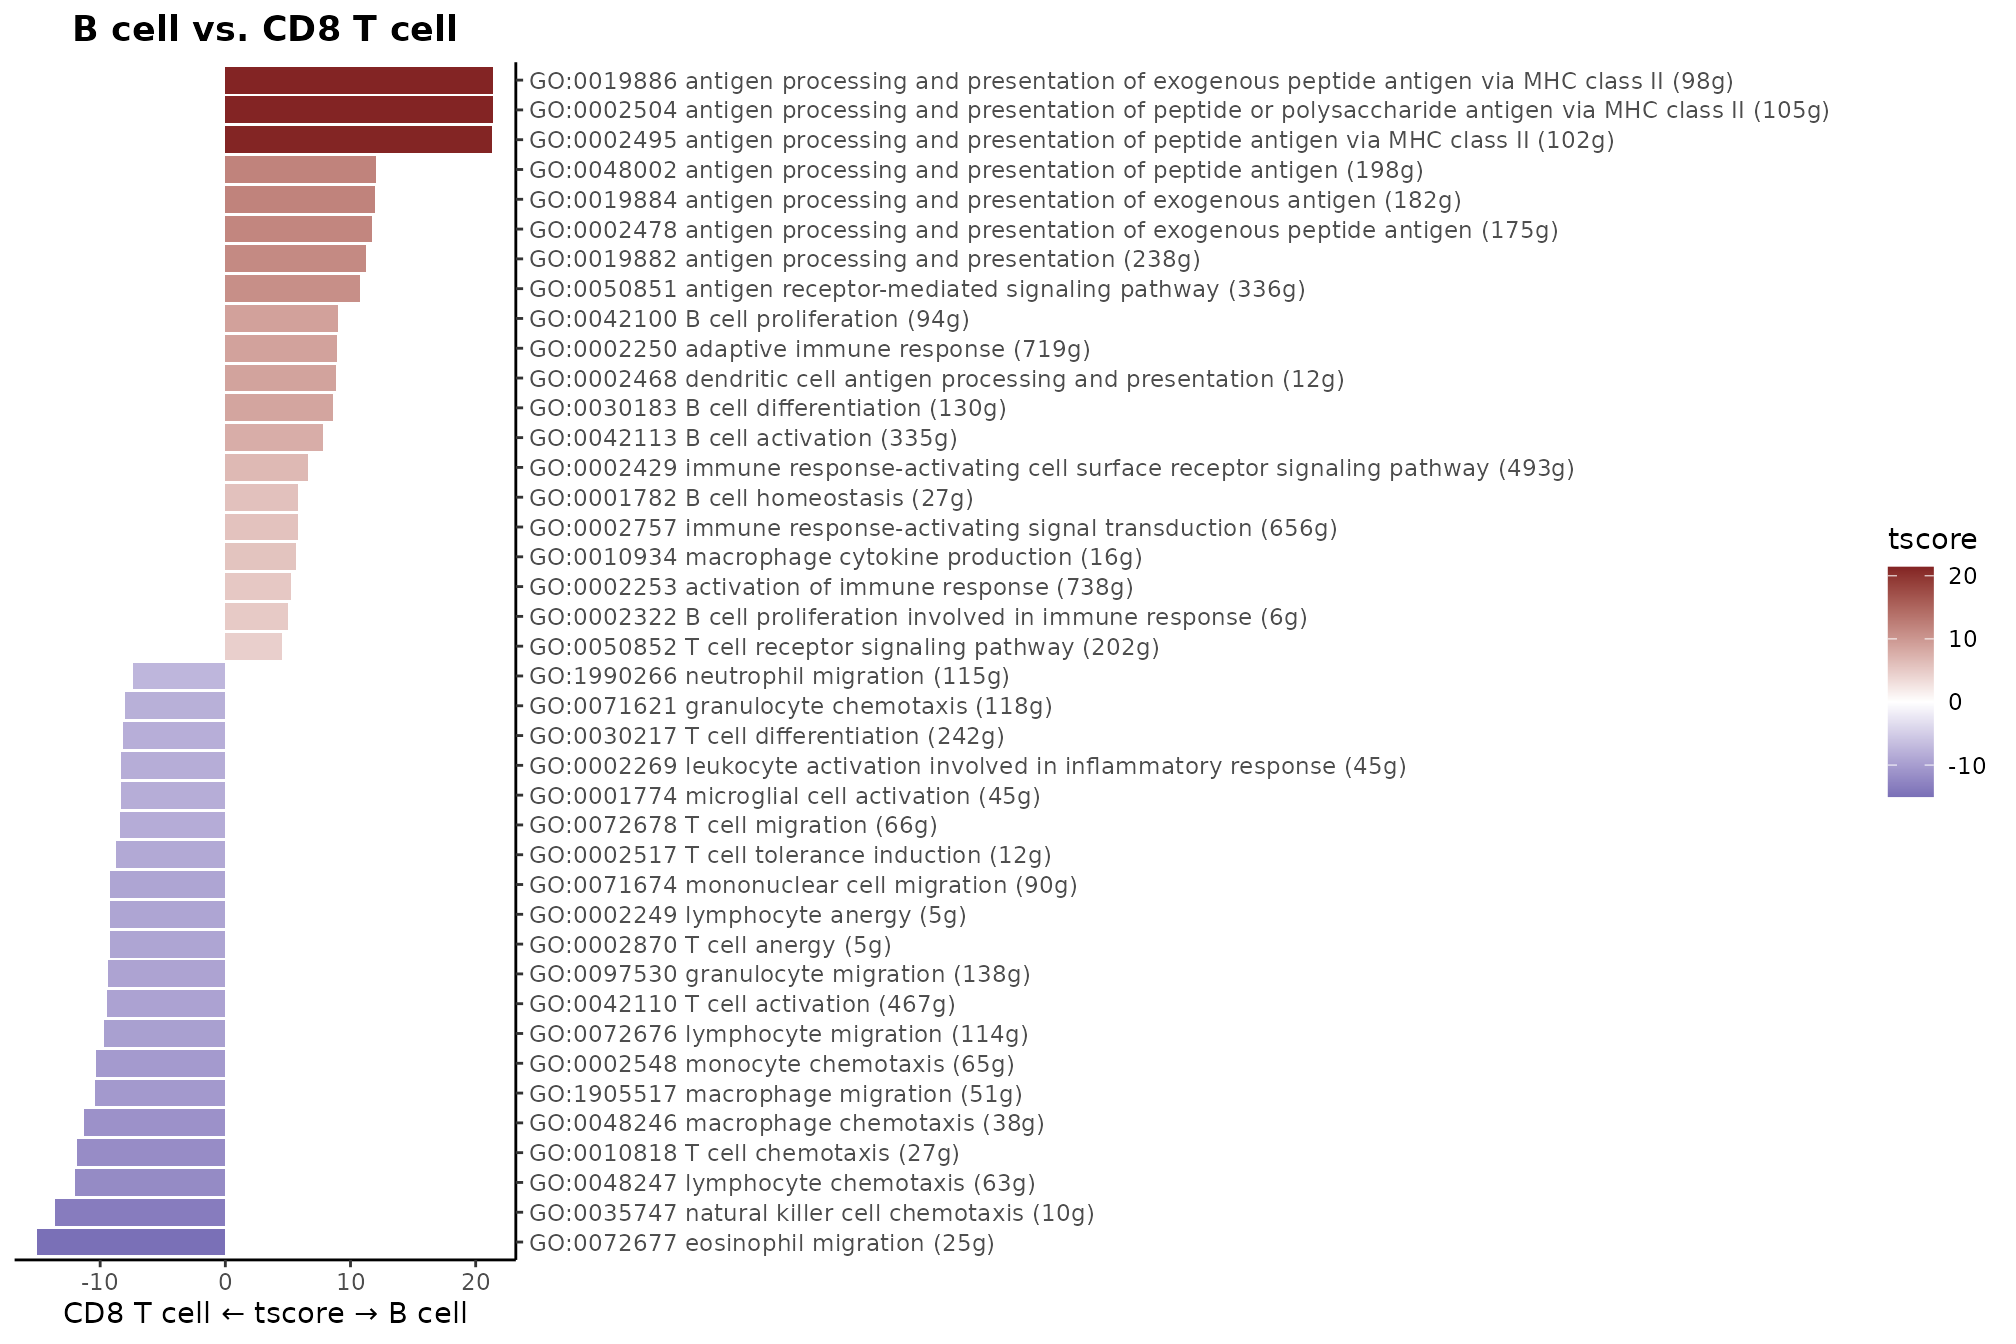 B cell vs. CD8 T cell
GO:0019886 antigen processing and presentation of exogenous peptide antigen via MHC class II (98g)
GO:0002504 antigen processing and presentation of peptide or polysaccharide antigen via MHC class II (105g)
GO:0002495 antigen processing and presentation of peptide antigen via MHC class II (102g)
GO:0048002 antigen processing and presentation of peptide antigen (198g)
GO:0019884 antigen processing and presentation of exogenous antigen (182g)
GO:0002478 antigen processing and presentation of exogenous peptide antigen (175g)
GO:0019882 antigen processing and presentation (238g)
GO:0050851 antigen receptor-mediated signaling pathway (336g)
GO:0042100 B cell proliferation (94g)
GO:0002250 adaptive immune response (719g)
GO:0002468 dendritic cell antigen processing and presentation (12g)
GO:0030183 B cell differentiation (130g)
GO:0042113 B cell activation (335g)
GO:0002429 immune response-activating cell surface receptor signaling pathway (493g)
GO:0001782 B cell homeostasis (27g)
GO:0002757 immune response-activating signal transduction (656g)
GO:0010934 macrophage cytokine production (16g)
GO:0002253 activation of immune response (738g)
GO:0002322 B cell proliferation involved in immune response (6g)
GO:0050852 T cell receptor signaling pathway (202g)
GO:1990266 neutrophil migration (115g)
GO:0071621 granulocyte chemotaxis (118g)
GO:0030217 T cell differentiation (242g)
GO:0002269 leukocyte activation involved in inflammatory response (45g)
GO:0001774 microglial cell activation (45g)
GO:0072678 T cell migration (66g)
GO:0002517 T cell tolerance induction (12g)
GO:0071674 mononuclear cell migration (90g)
GO:0002249 lymphocyte anergy (5g)
GO:0002870 T cell anergy (5g)
GO:0097530 granulocyte migration (138g)
GO:0042110 T cell activation (467g)
GO:0072676 lymphocyte migration (114g)
GO:0002548 monocyte chemotaxis (65g)
GO:1905517 macrophage migration (51g)
GO:0048246 macrophage chemotaxis (38g)
GO:0010818 T cell chemotaxis (27g)
GO:0048247 lymphocyte chemotaxis (63g)
GO:0035747 natural killer cell chemotaxis (10g)
GO:0072677 eosinophil migration (25g)
-10 0 10 20
CD8 T cell ← tscore → B cell
tscore
20
10
0
-10